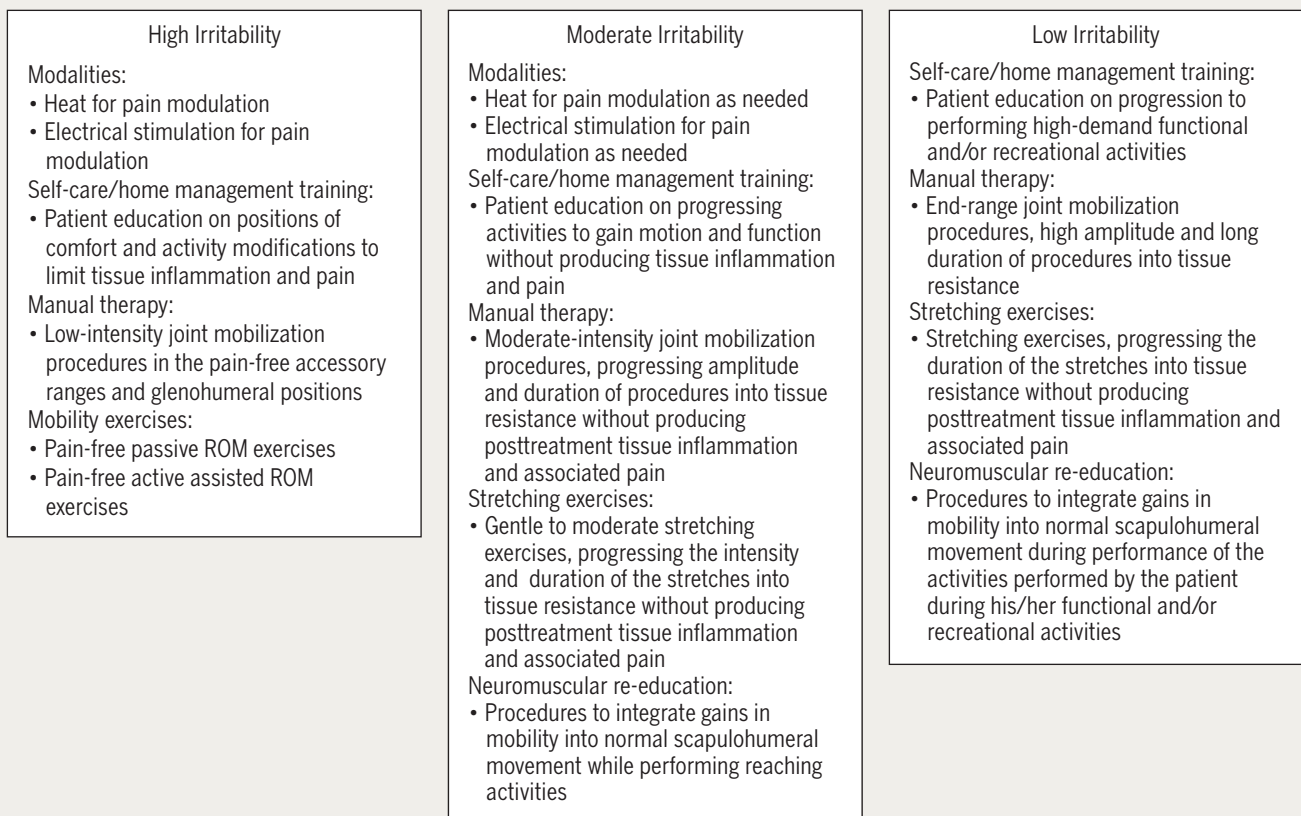 High Irritability
Modalities:
• Heat for pain modulation
• Electrical stimulation for pain
modulation
Self-care/home management training:
• Patient education on positions of
comfort and activity modifications to
limit tissue inflammation and pain
Manual therapy:
• Low-intensity joint mobilization
procedures in the pain-free accessory
ranges and glenohumeral positions
Mobility exercises:
• Pain-free passive ROM exercises
• Pain-free active assisted ROM
exercises
Moderate Irritability
Modalities:
• Heat for pain modulation as needed
• Electrical stimulation for pain
modulation as needed
Self-care/home management training:
• Patient education on progressing
activities to gain motion and function
without producing tissue inflammation
and pain
Manual therapy:
• Moderate-intensity joint mobilization
procedures, progressing amplitude
and duration of procedures into tissue
resistance without producing
posttreatment tissue inflammation
and associated pain
Stretching exercises:
• Gentle to moderate stretching
exercises, progressing the intensity
and duration of the stretches into
tissue resistance without producing
posttreatment tissue inflammation
and associated pain
Neuromuscular re-education:
• Procedures to integrate gains in
mobility into normal scapulohumeral
movement while performing reaching
activities
Low Irritability
Self-care/home management training:
• Patient education on progression to
performing high-demand functional
and/or recreational activities
Manual therapy:
• End-range joint mobilization
procedures, high amplitude and long
duration of procedures into tissue
resistance
Stretching exercises:
• Stretching exercises, progressing the
duration of the stretches into tissue
resistance without producing
posttreatment tissue inflammation and
associated pain
Neuromuscular re-education:
• Procedures to integrate gains in
mobility into normal scapulohumeral
movement during performance of the
activities performed by the patient
during his/her functional and/or
recreational activities